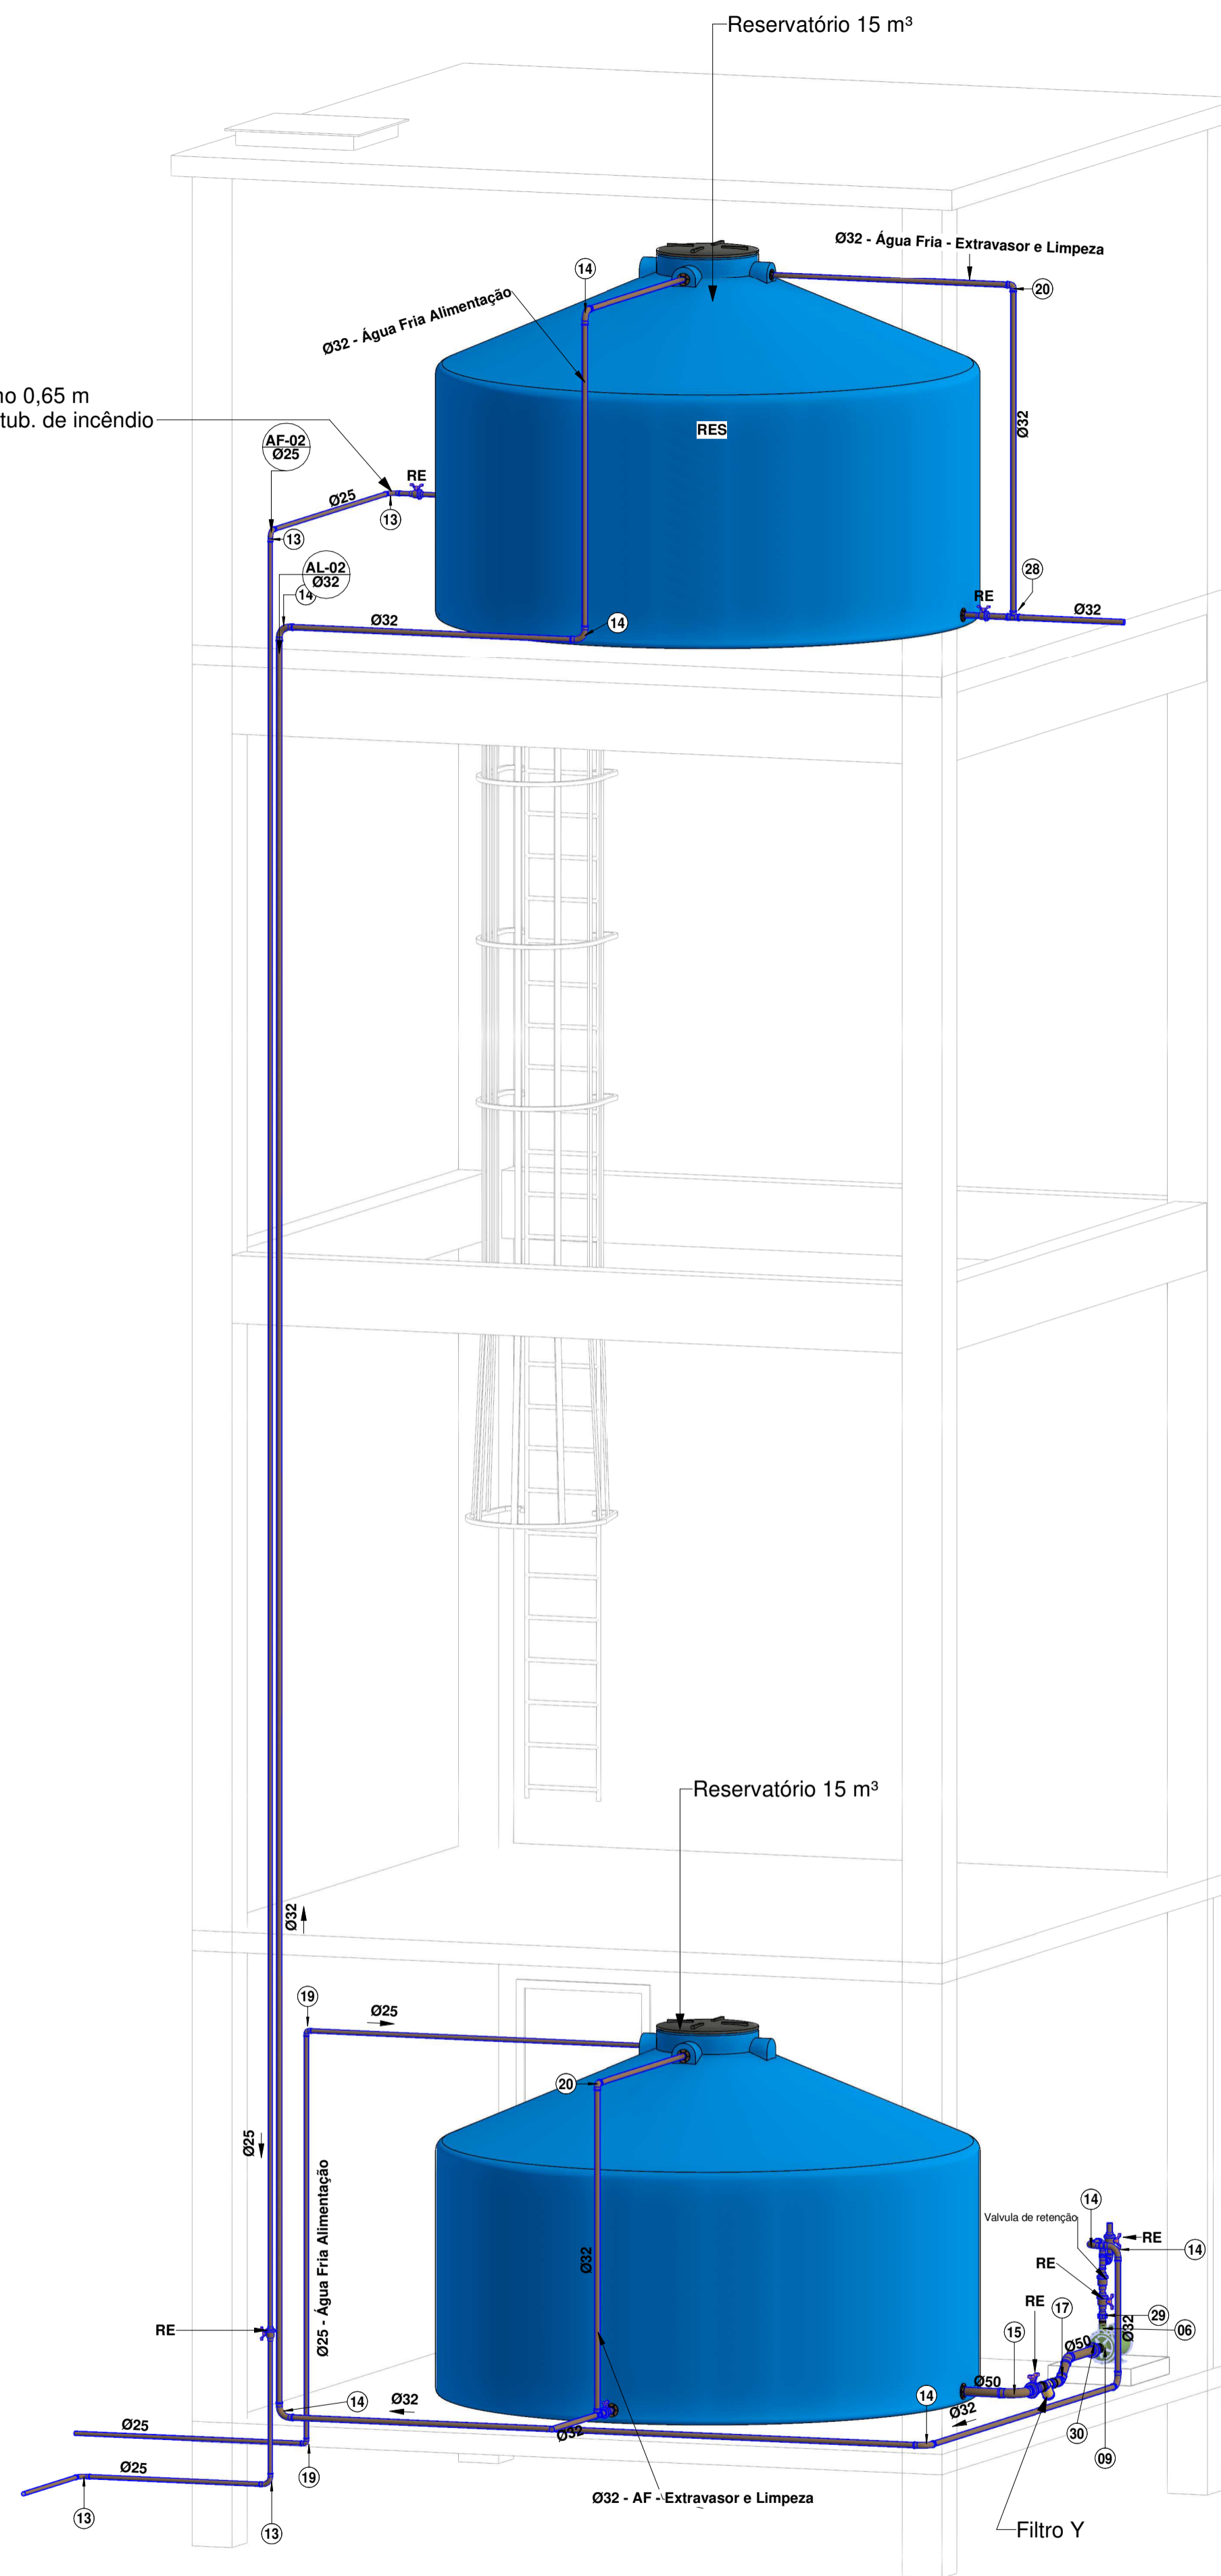 Reservatório 15 m³
Ø32 - Água Fria - Extravasor e Limpeza
14
20
Ø32 - Água Fria Alimentação
no 0,65 m
tub. de incêndio
Ø32
RES
AF-02
Ø25
RE
Ø25
13
13
AL-02
Ø32
14
28
RE
Ø32
Ø32
14
Reservatório 15 m³
Ø32
19
Ø25
20
Ø25
Ø25 - Água Fria Alimentação
14
Valvula de retenção
RE
14
Ø32
RE
RE
17
29
Ø32
06
RE
15
Ø50
Ø50
14
Ø32
14
Ø32
Ø32
Ø25
30
09
Ø25
19
Ø32 - AF - Extravasor e Limpeza
13
13
Filtro Y